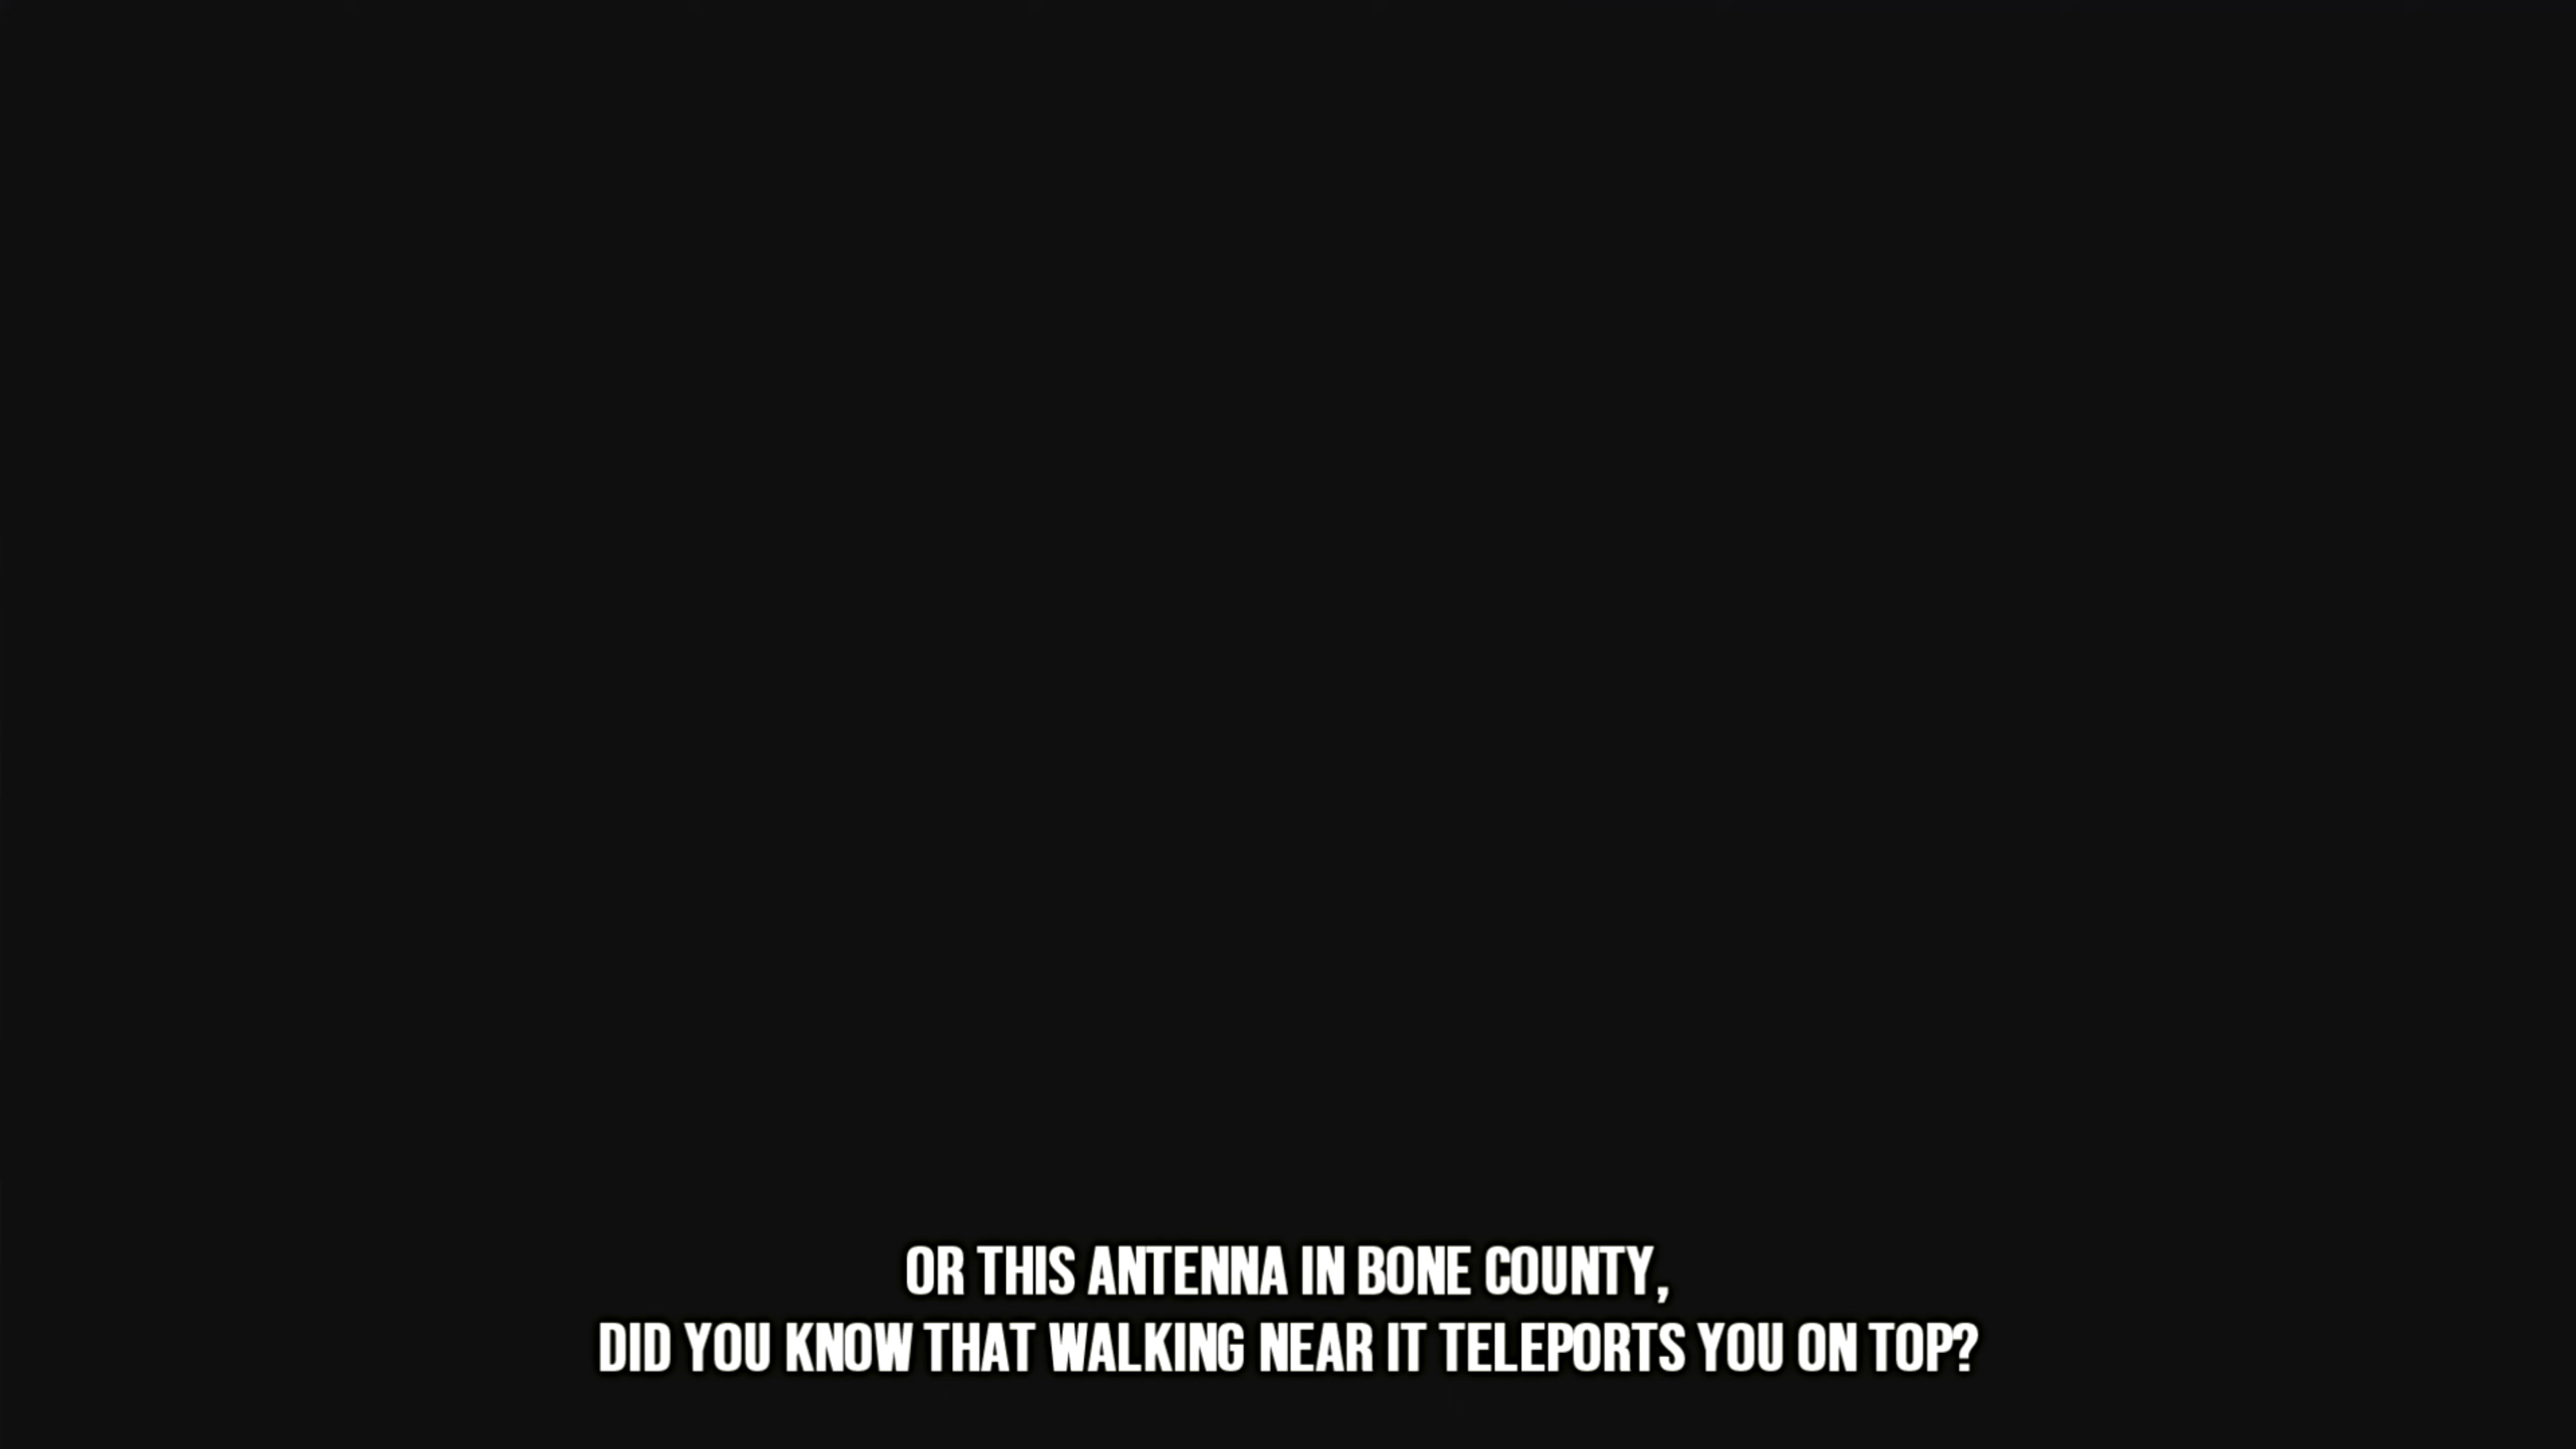 OR THIS ANTENNA IN BONE COUNTY,
DID YOU KNOW THAT WALKING NEAR IT TELEPORTS YOU ON TOP?